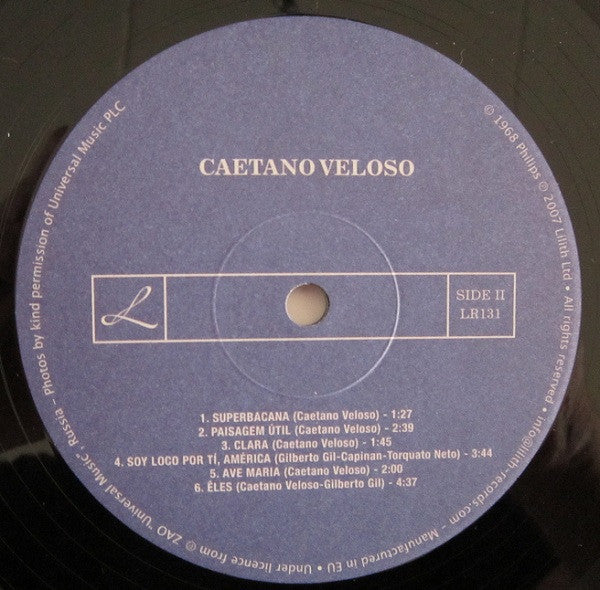 CAETANO VELOSO
L
SIDE II
LR131
1. SUPERBACANA (Caetano Veloso) - 1:27
2. PAISAGEM ÚTIL (Caetano Veloso) - 2:39
3. CLARA (Caetano Veloso) - 1:45
4. SOY LOCO POR TÍ, AMÉRICA (Gilberto Gil-Capinan-Torquato Neto) - 3:44
5. AVE MARIA (Caetano Veloso) - 2:00
6. ÊLES (Caetano Veloso-Gilberto Gil) - 4:37
℗ 1968 Philips © 2007 Lilith Ltd • All rights reserved • info@lilith-records.com – Manufactured in EU • Under licence from ® ZAO "Universal Music", Russia – Photos by kind permission of Universal Music PLC